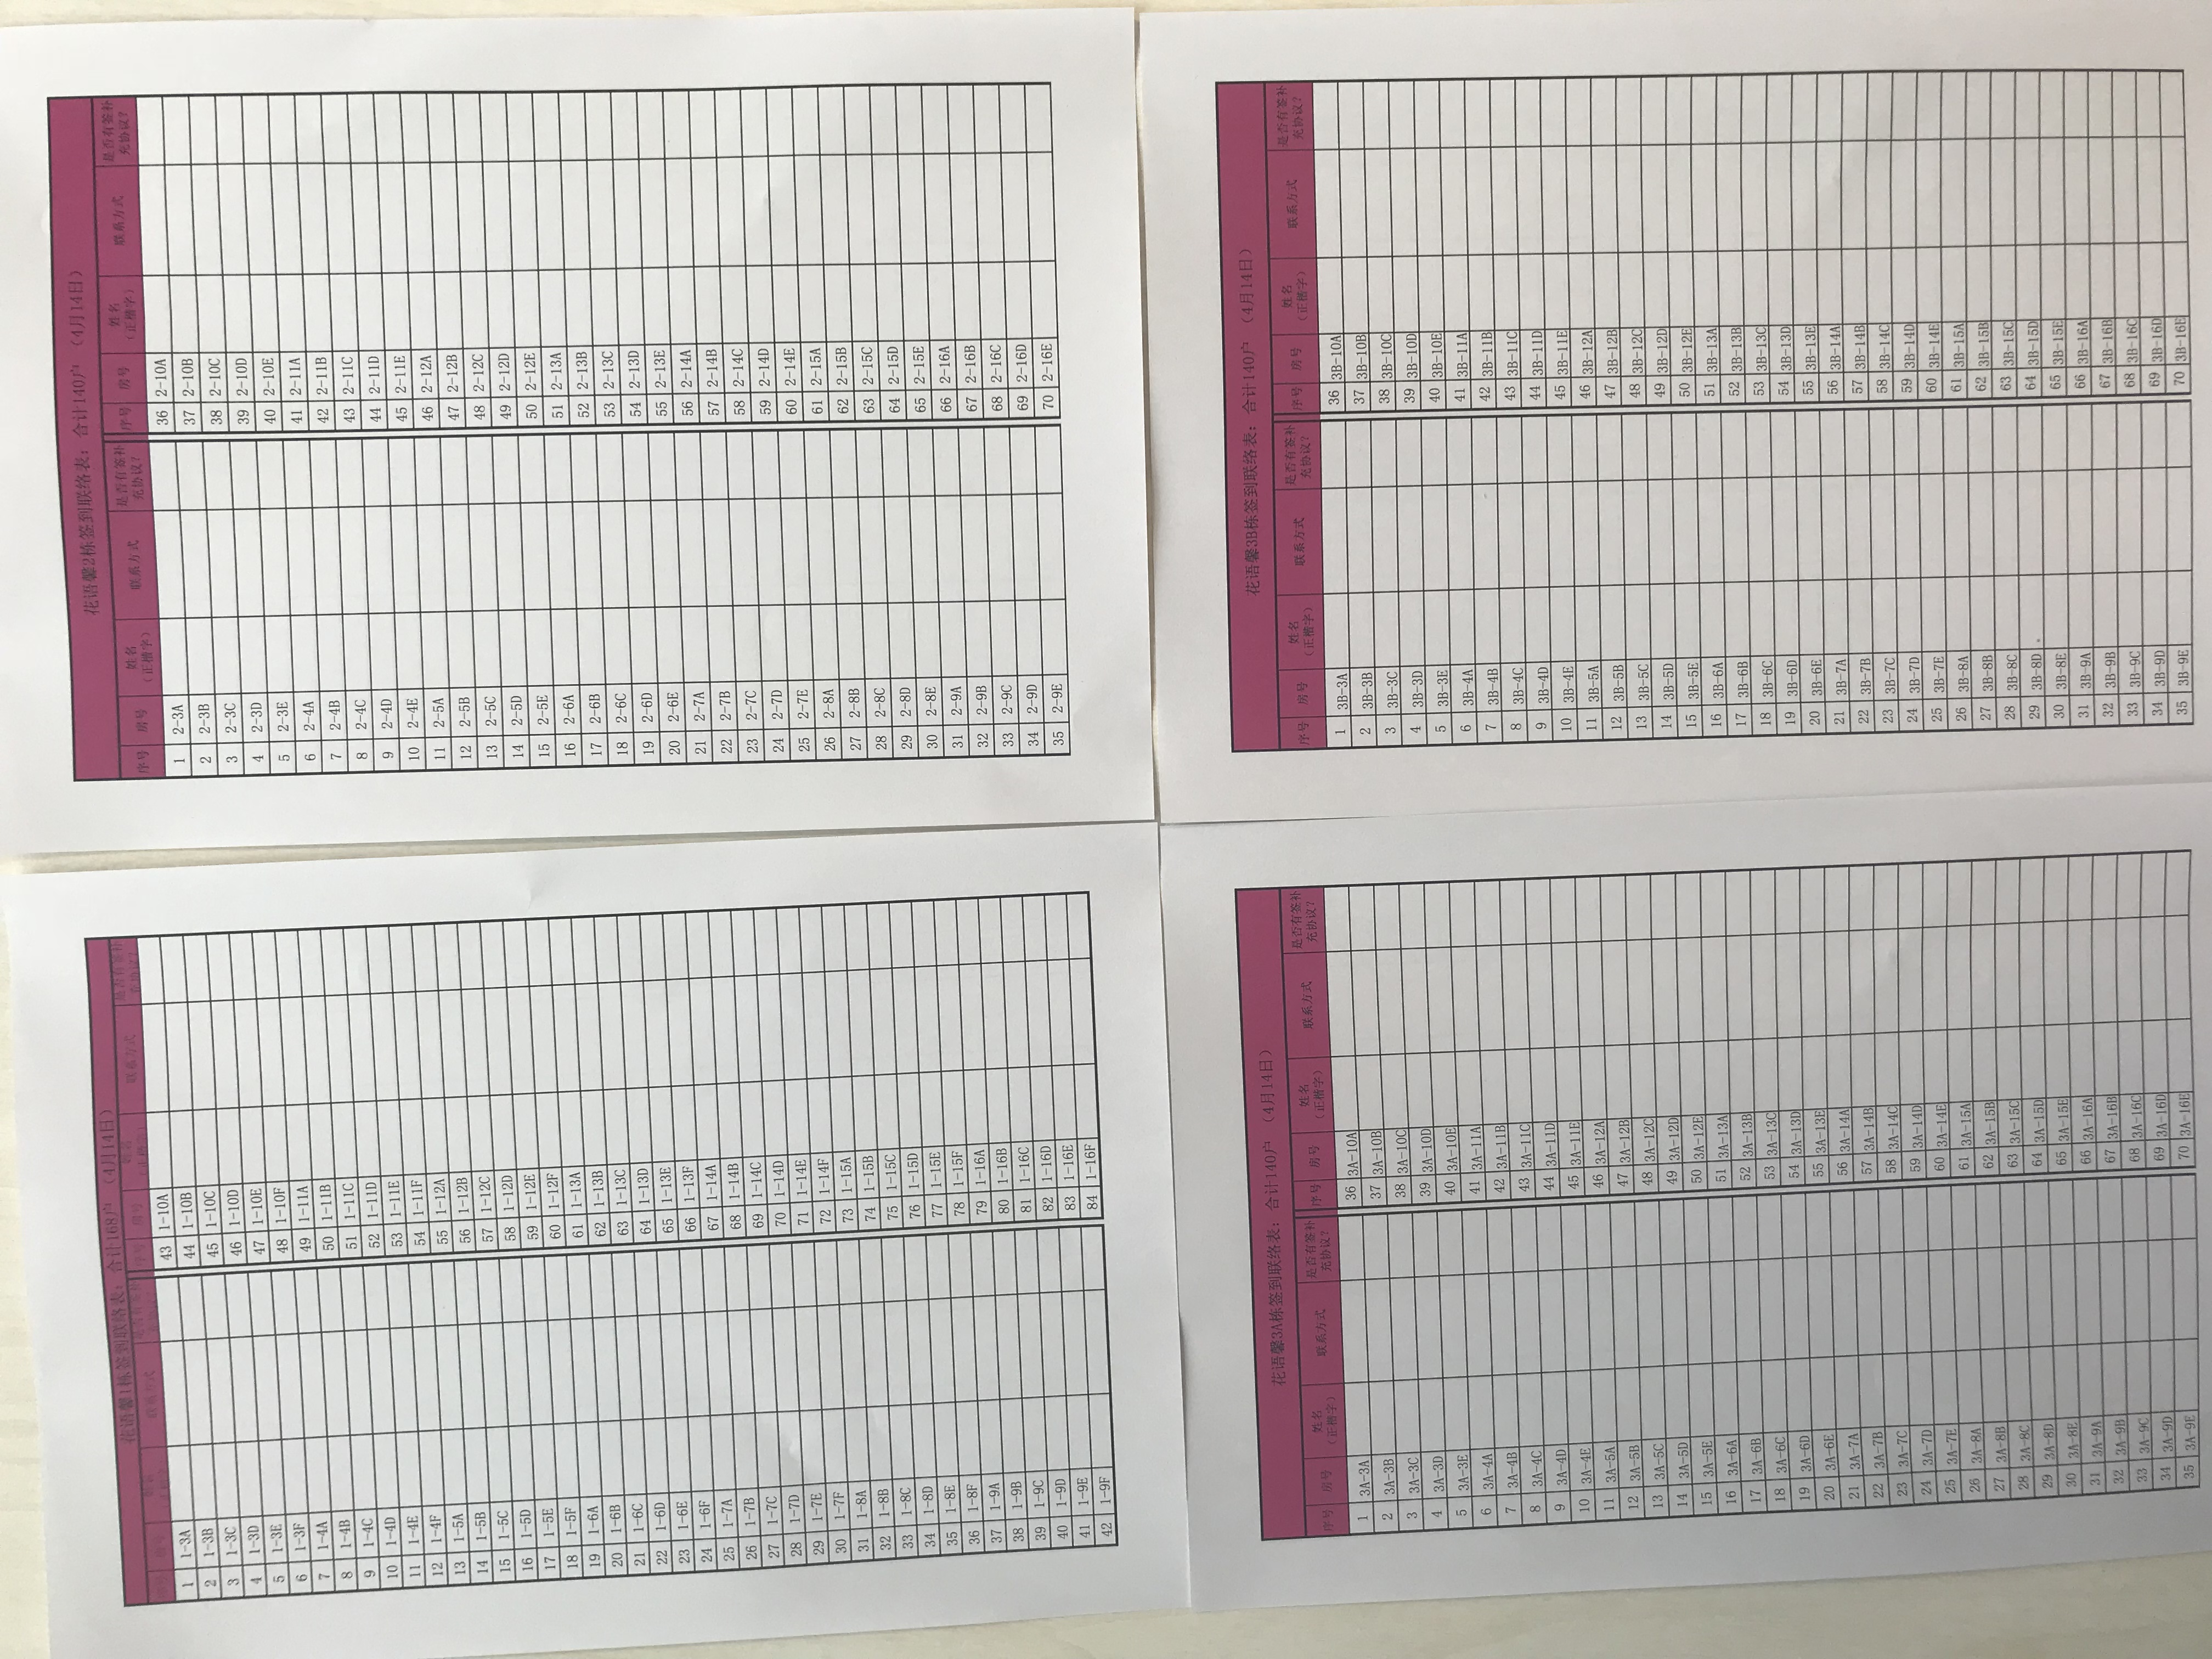 花语馨1栋签到联络表：合计168户 （4月14日）
序号 房号 姓名（正楷字） 联系方式 是否有签补充协议？ 序号 房号 姓名（正楷字） 联系方式 是否有签补充协议？
1 1-3A 43 1-10A
2 1-3B 44 1-10B
3 1-3C 45 1-10C
4 1-3D 46 1-10D
5 1-3E 47 1-10E
6 1-3F 48 1-10F
7 1-4A 49 1-11A
8 1-4B 50 1-11B
9 1-4C 51 1-11C
10 1-4D 52 1-11D
11 1-4E 53 1-11E
12 1-4F 54 1-11F
13 1-5A 55 1-12A
14 1-5B 56 1-12B
15 1-5C 57 1-12C
16 1-5D 58 1-12D
17 1-5E 59 1-12E
18 1-5F 60 1-12F
19 1-6A 61 1-13A
20 1-6B 62 1-13B
21 1-6C 63 1-13C
22 1-6D 64 1-13D
23 1-6E 65 1-13E
24 1-6F 66 1-13F
25 1-7A 67 1-14A
26 1-7B 68 1-14B
27 1-7C 69 1-14C
28 1-7D 70 1-14D
29 1-7E 71 1-14E
30 1-7F 72 1-14F
31 1-8A 73 1-15A
32 1-8B 74 1-15B
33 1-8C 75 1-15C
34 1-8D 76 1-15D
35 1-8E 77 1-15E
36 1-8F 78 1-15F
37 1-9A 79 1-16A
38 1-9B 80 1-16B
39 1-9C 81 1-16C
40 1-9D 82 1-16D
41 1-9E 83 1-16E
42 1-9F 84 1-16F
花语馨2栋签到联络表：合计140户 （4月14日）
序号 房号 姓名（正楷字） 联系方式 是否有签补充协议？ 序号 房号 姓名（正楷字） 联系方式 是否有签补充协议？
1 2-3A 36 2-10A
2 2-3B 37 2-10B
3 2-3C 38 2-10C
4 2-3D 39 2-10D
5 2-3E 40 2-10E
6 2-4A 41 2-11A
7 2-4B 42 2-11B
8 2-4C 43 2-11C
9 2-4D 44 2-11D
10 2-4E 45 2-11E
11 2-5A 46 2-12A
12 2-5B 47 2-12B
13 2-5C 48 2-12C
14 2-5D 49 2-12D
15 2-5E 50 2-12E
16 2-6A 51 2-13A
17 2-6B 52 2-13B
18 2-6C 53 2-13C
19 2-6D 54 2-13D
20 2-6E 55 2-13E
21 2-7A 56 2-14A
22 2-7B 57 2-14B
23 2-7C 58 2-14C
24 2-7D 59 2-14D
25 2-7E 60 2-14E
26 2-8A 61 2-15A
27 2-8B 62 2-15B
28 2-8C 63 2-15C
29 2-8D 64 2-15D
30 2-8E 65 2-15E
31 2-9A 66 2-16A
32 2-9B 67 2-16B
33 2-9C 68 2-16C
34 2-9D 69 2-16D
35 2-9E 70 2-16E
花语馨3A栋签到联络表：合计140户 （4月14日）
序号 房号 姓名（正楷字） 联系方式 是否有签补充协议？ 序号 房号 姓名（正楷字） 联系方式 是否有签补充协议？
1 3A-3A 36 3A-10A
2 3A-3B 37 3A-10B
3 3A-3C 38 3A-10C
4 3A-3D 39 3A-10D
5 3A-3E 40 3A-10E
6 3A-4A 41 3A-11A
7 3A-4B 42 3A-11B
8 3A-4C 43 3A-11C
9 3A-4D 44 3A-11D
10 3A-4E 45 3A-11E
11 3A-5A 46 3A-12A
12 3A-5B 47 3A-12B
13 3A-5C 48 3A-12C
14 3A-5D 49 3A-12D
15 3A-5E 50 3A-12E
16 3A-6A 51 3A-13A
17 3A-6B 52 3A-13B
18 3A-6C 53 3A-13C
19 3A-6D 54 3A-13D
20 3A-6E 55 3A-13E
21 3A-7A 56 3A-14A
22 3A-7B 57 3A-14B
23 3A-7C 58 3A-14C
24 3A-7D 59 3A-14D
25 3A-7E 60 3A-14E
26 3A-8A 61 3A-15A
27 3A-8B 62 3A-15B
28 3A-8C 63 3A-15C
29 3A-8D 64 3A-15D
30 3A-8E 65 3A-15E
31 3A-9A 66 3A-16A
32 3A-9B 67 3A-16B
33 3A-9C 68 3A-16C
34 3A-9D 69 3A-16D
35 3A-9E 70 3A-16E
花语馨3B栋签到联络表：合计140户 （4月14日）
序号 房号 姓名（正楷字） 联系方式 是否有签补充协议？ 序号 房号 姓名（正楷字） 联系方式 是否有签补充协议？
1 3B-3A 36 3B-10A
2 3B-3B 37 3B-10B
3 3B-3C 38 3B-10C
4 3B-3D 39 3B-10D
5 3B-3E 40 3B-10E
6 3B-4A 41 3B-11A
7 3B-4B 42 3B-11B
8 3B-4C 43 3B-11C
9 3B-4D 44 3B-11D
10 3B-4E 45 3B-11E
11 3B-5A 46 3B-12A
12 3B-5B 47 3B-12B
13 3B-5C 48 3B-12C
14 3B-5D 49 3B-12D
15 3B-5E 50 3B-12E
16 3B-6A 51 3B-13A
17 3B-6B 52 3B-13B
18 3B-6C 53 3B-13C
19 3B-6D 54 3B-13D
20 3B-6E 55 3B-13E
21 3B-7A 56 3B-14A
22 3B-7B 57 3B-14B
23 3B-7C 58 3B-14C
24 3B-7D 59 3B-14D
25 3B-7E 60 3B-14E
26 3B-8A 61 3B-15A
27 3B-8B 62 3B-15B
28 3B-8C 63 3B-15C
29 3B-8D 64 3B-15D
30 3B-8E 65 3B-15E
31 3B-9A 66 3B-16A
32 3B-9B 67 3B-16B
33 3B-9C 68 3B-16C
34 3B-9D 69 3B-16D
35 3B-9E 70 3B-16E